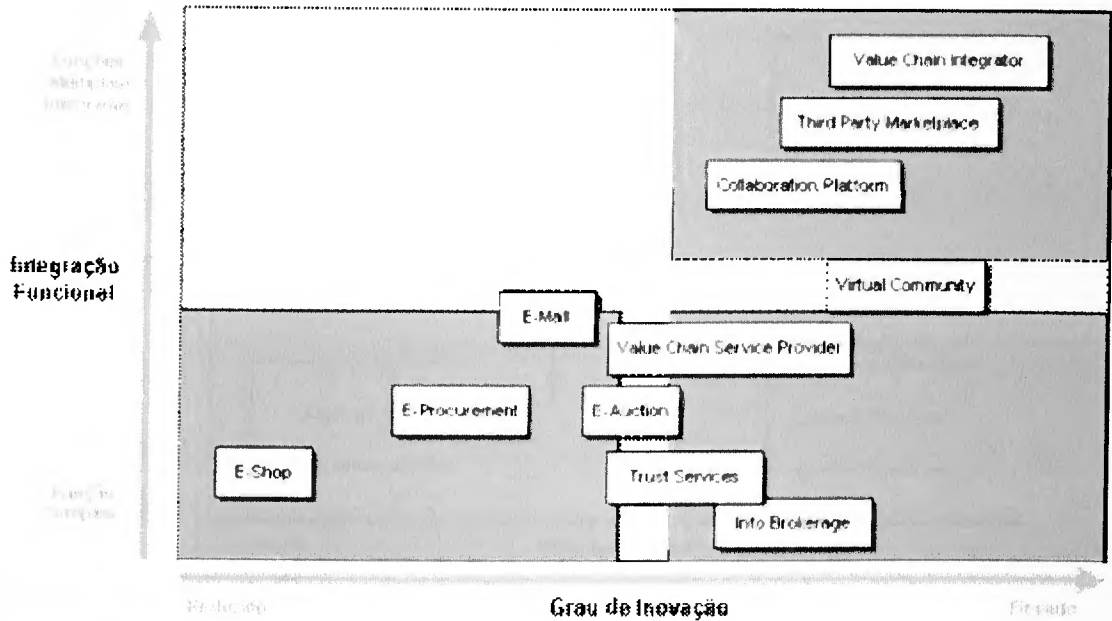 Value Chain Integrator
Third Party Marketplace
Collaboration Platform
Integração
Funcional
Virtual Community
E-Mall
Value Chain Service Provider
E-Procurement
E-Auction
E-Shop
Trust Services
Info Brokerage
Grau de Inovação